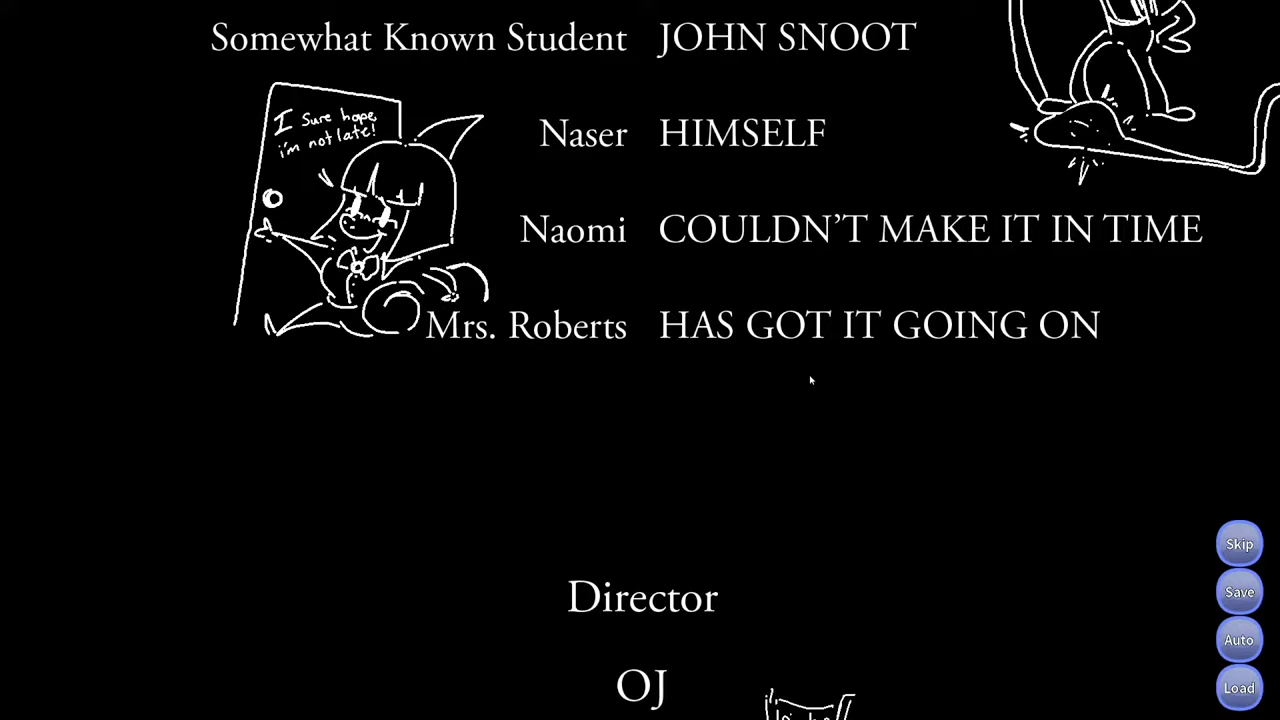 Somewhat Known Student JOHN SNOOT
I sure hope
i'm not late!
Naser HIMSELF
Naomi COULDN'T MAKE IT IN TIME
Mrs. Roberts HAS GOT IT GOING ON
Director
OJ
Skip
Save
Auto
Load